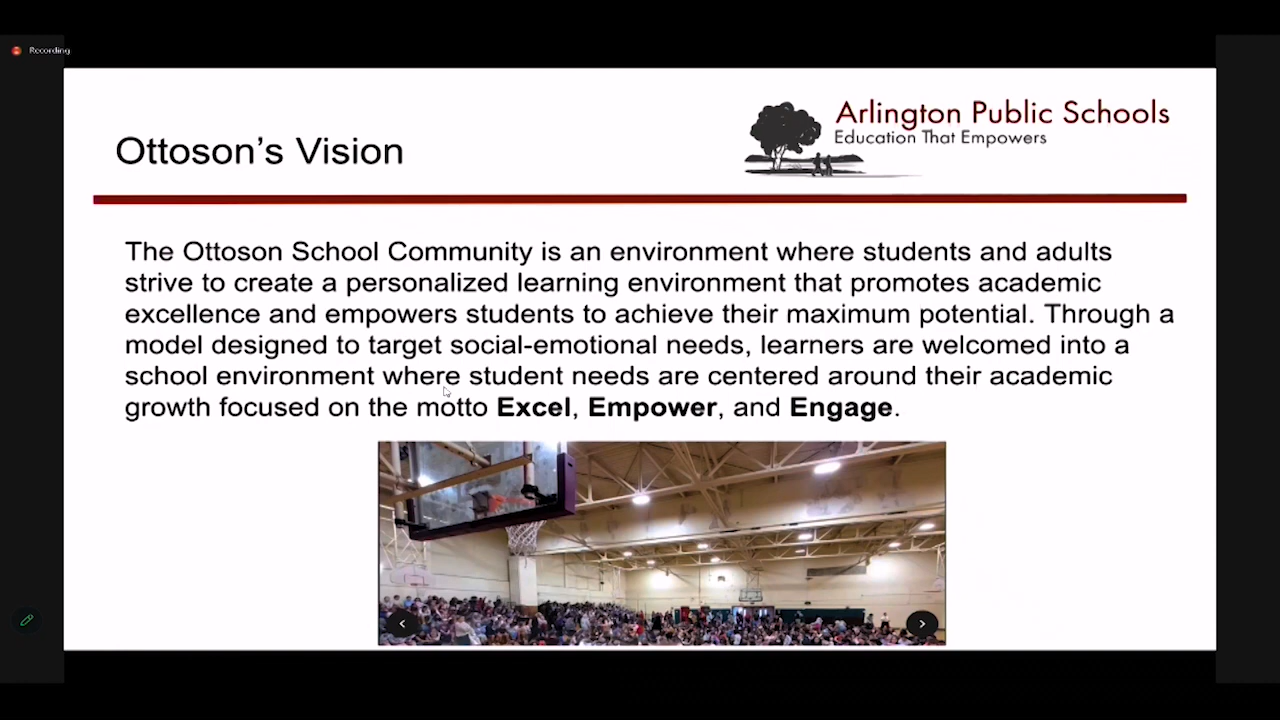 Recording
Arlington Public Schools
Education That Empowers
Ottoson's Vision
The Ottoson School Community is an environment where students and adults
strive to create a personalized learning environment that promotes academic
excellence and empowers students to achieve their maximum potential. Through a
model designed to target social-emotional needs, learners are welcomed into a
school environment where student needs are centered around their academic
growth focused on the motto Excel, Empower, and Engage.